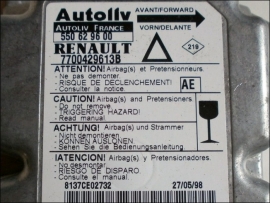 Autoliv
AVANT/FORWARD
AUTOLIV FRANCE
VORN/DELANTE
550 62 96 00
RENAULT
219
7700429613B
ATTENTION! Airbag(s) et Pretensionneurs.
- Ne pas demonter.
- RISQUE DE DECLENCHEMENT!
- Consulter la notice.
AE
CAUTION! Airbag(s) and Pretensioners.
- Do not remove.
- TRIGGERING HAZARD!
- Read manual.
ACHTUNG! Airbag(s) und Strammer
- Nicht demontieren
- KÖNNEN AUSLÖSEN
- Sehen Sie die Bedienungsanleitung.
¡ATENCION! Airbag(s) y Pretensionadores.
- No desmontar.
- RIESGO DE DISPARO
- Leer el manual.
8137CE02732
27/05/98